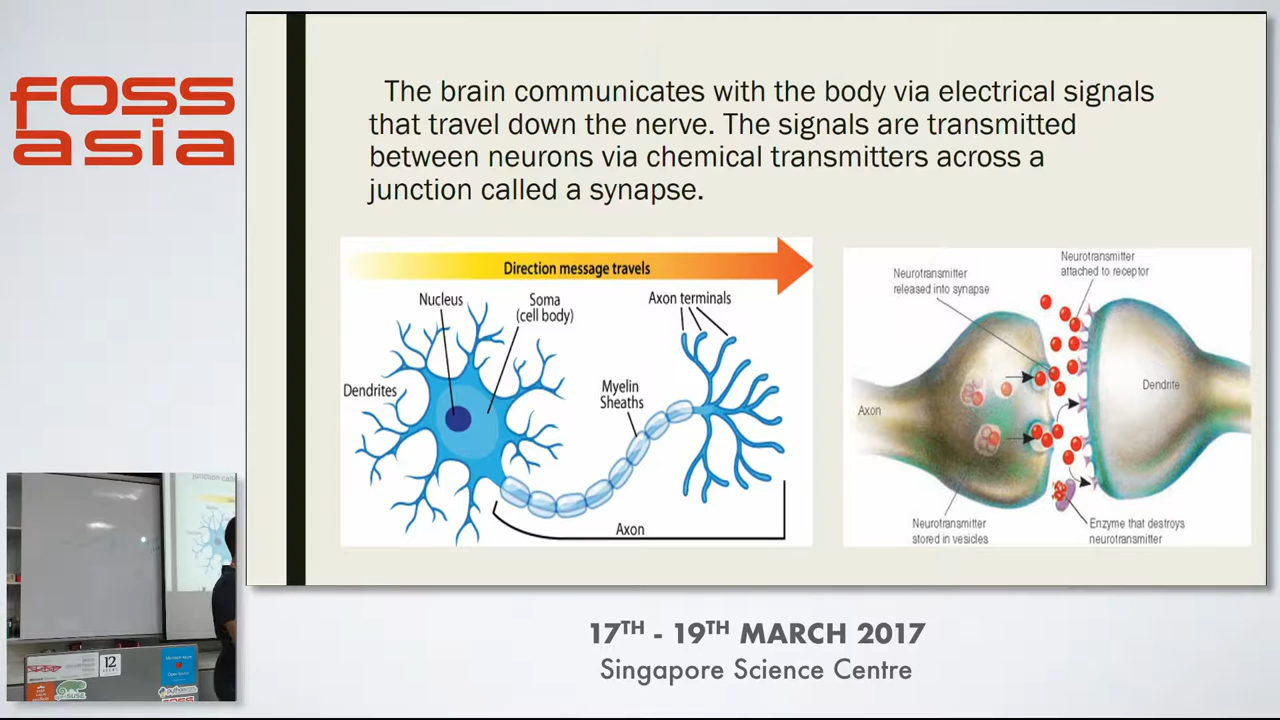 foss
asia
The brain communicates with the body via electrical signals
that travel down the nerve. The signals are transmitted
between neurons via chemical transmitters across a
junction called a synapse.
Direction message travels
Nucleus
Soma
(cell body)
Axon terminals
Dendrites
Myelin
Sheaths
Axon
Neurotransmitter
released into synapse
Neurotransmitter
attached to receptor
Axon
Dendrite
Neurotransmitter
stored in vesicles
Enzyme that destroys
neurotransmitter
junction calle
12
17TH - 19TH MARCH 2017
Singapore Science Centre